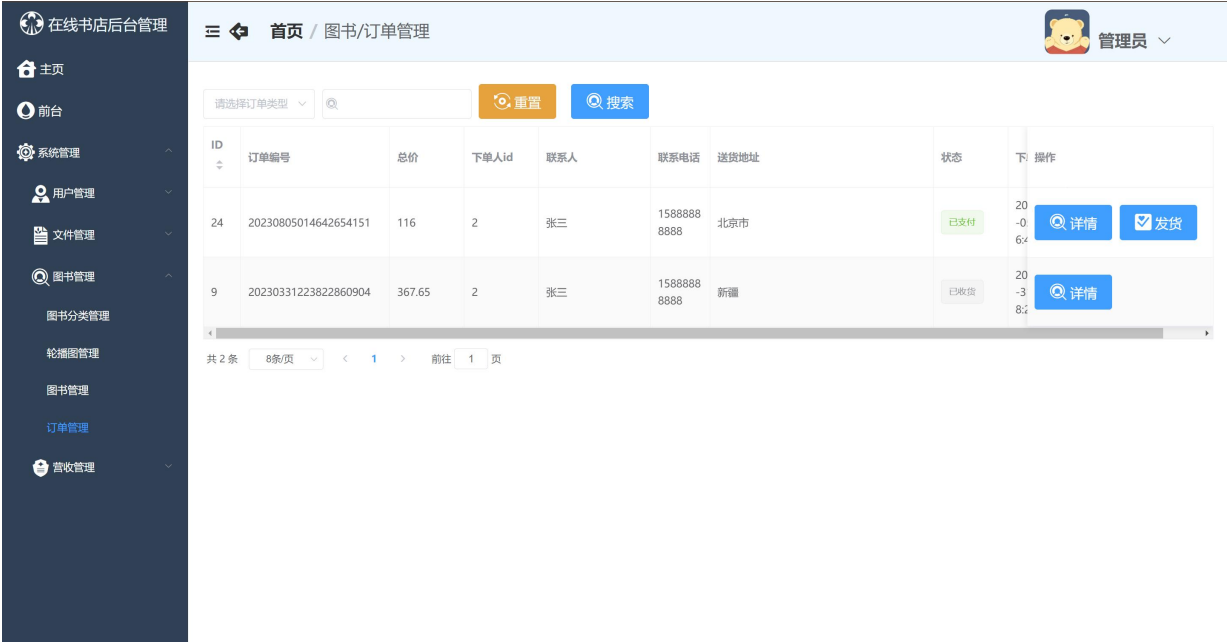 在线书店后台管理
首页 / 图书/订单管理
管理员
主页
前台
系统管理
用户管理
文件管理
图书管理
图书分类管理
轮播图管理
图书管理
订单管理
营收管理
请选择订单类型
重置
搜索
ID 订单编号 总价 下单人id 联系人 联系电话 送货地址 状态 操作
24 20230805014642654151 116 2 张三 1588888 北京市 已支付 详情 发货
8888
9 20230331223822860904 367.65 2 张三 1588888 新疆 已收货 详情
8888
共 2 条 8条/页 < 1 > 前往 1 页